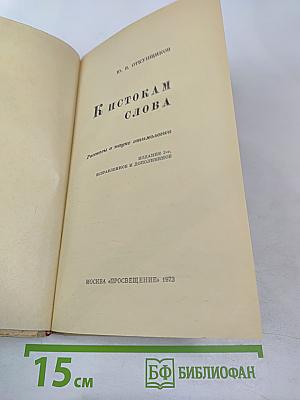 Ю. В. ОТКУПЩИКОВ
К ИСТОКАМ
СЛОВА
Рассказы о науке этимологии
ИЗДАНИЕ 2-е,
ИСПРАВЛЕННОЕ И ДОПОЛНЕННОЕ
МОСКВА «ПРОСВЕЩЕНИЕ» 1973
15 см
БФ БИБЛИОФАН